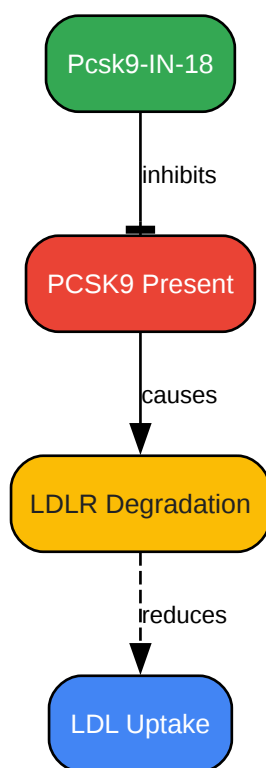 Pcsk9-IN-18
inhibits
PCSK9 Present
causes
LDLR Degradation
reduces
LDL Uptake